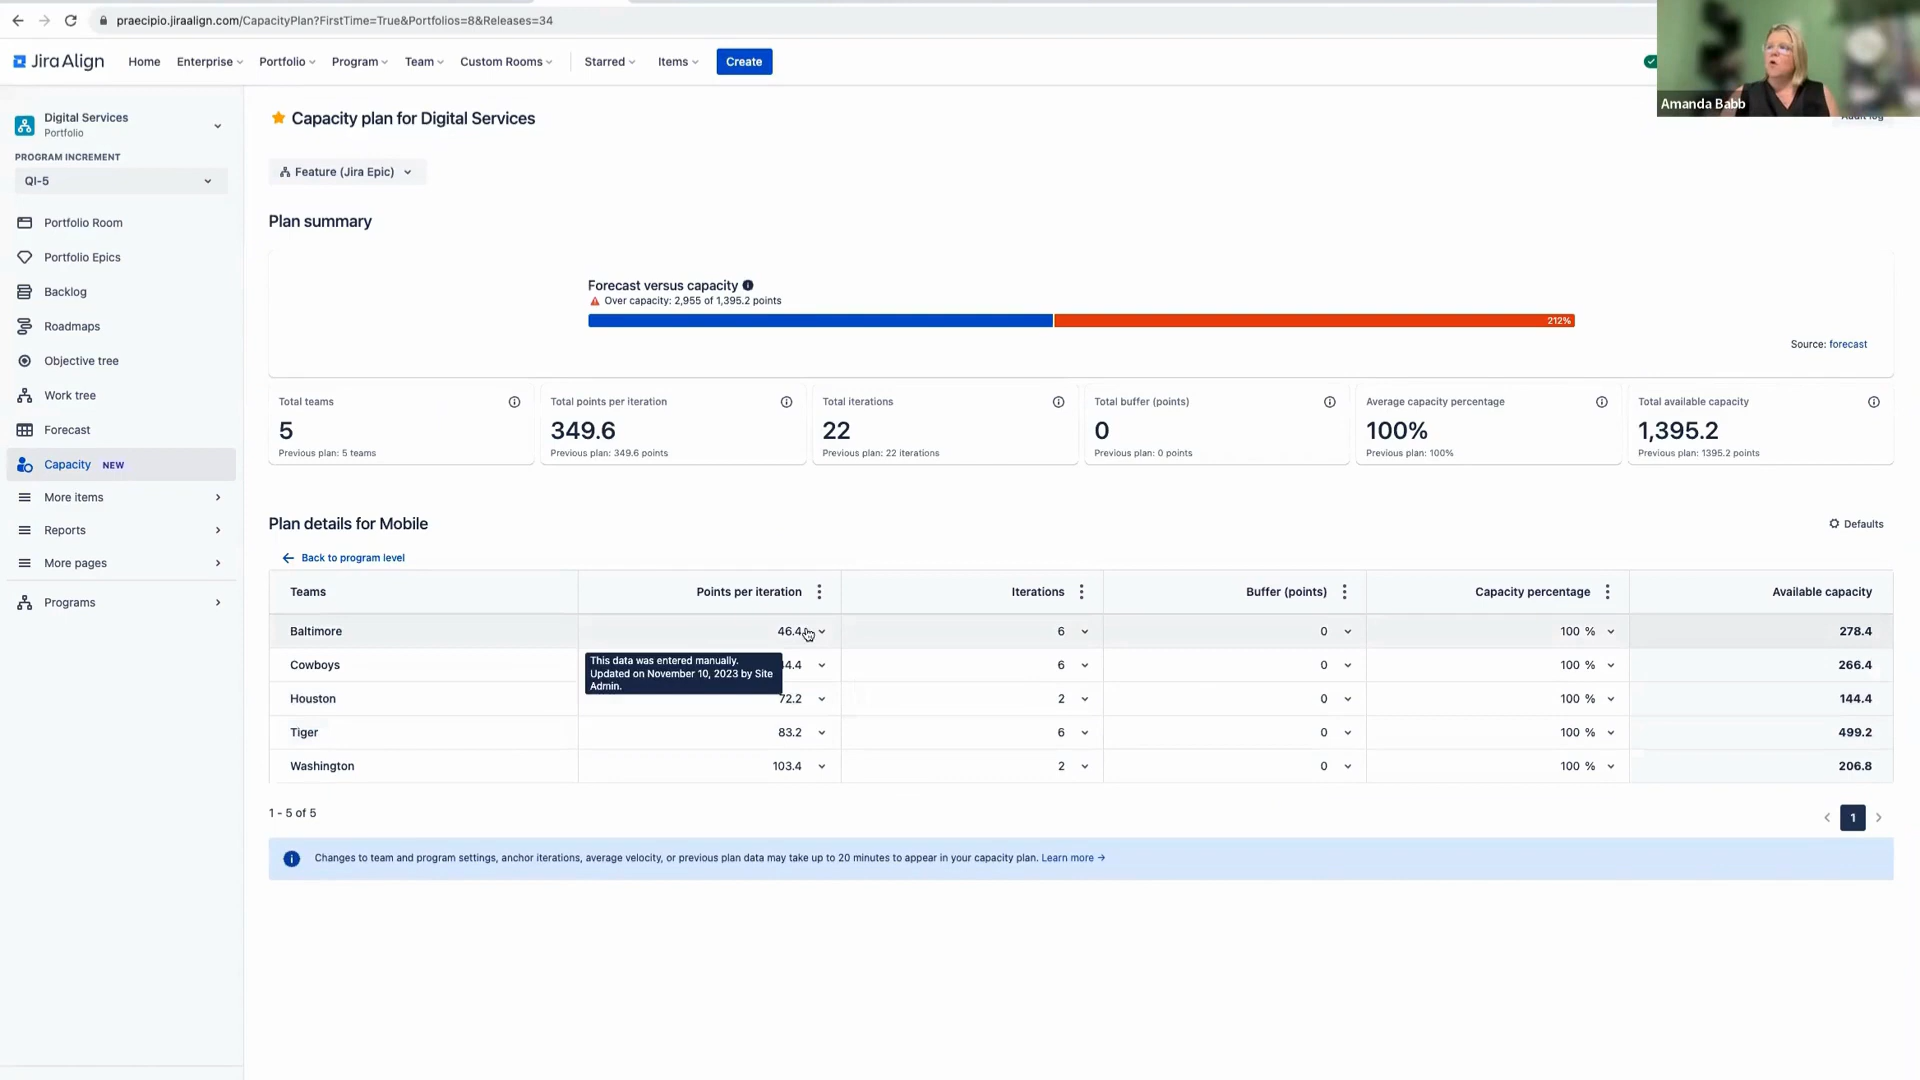 praecipio.jiraalign.com/CapacityPlan?FirstTime=True&Portfolios=8&Releases=34
Jira Align Home Enterprise Portfolio Program Team Custom Rooms Starred Items Create
Amanda Babb
Digital Services
Portfolio
PROGRAM INCREMENT
QI-5
Portfolio Room
Portfolio Epics
Backlog
Roadmaps
Objective tree
Work tree
Forecast
Capacity NEW
More items
Reports
More pages
Programs
Capacity plan for Digital Services
Audit log
Feature (Jira Epic)
Plan summary
Forecast versus capacity
Over capacity: 2,955 of 1,395.2 points
212%
Source: forecast
Total teams
5
Previous plan: 5 teams
Total points per iteration
349.6
Previous plan: 349.6 points
Total iterations
22
Previous plan: 22 iterations
Total buffer (points)
0
Previous plan: 0 points
Average capacity percentage
100%
Previous plan: 100%
Total available capacity
1,395.2
Previous plan: 1395.2 points
Plan details for Mobile
Defaults
Back to program level
Teams Points per iteration Iterations Buffer (points) Capacity percentage Available capacity
Baltimore 46.4 6 0 100 % 278.4
Cowboys 4.4 6 0 100 % 266.4
Houston 72.2 2 0 100 % 144.4
Tiger 83.2 6 0 100 % 499.2
Washington 103.4 2 0 100 % 206.8
This data was entered manually.
Updated on November 10, 2023 by Site
Admin.
1 - 5 of 5
1
Changes to team and program settings, anchor iterations, average velocity, or previous plan data may take up to 20 minutes to appear in your capacity plan. Learn more →